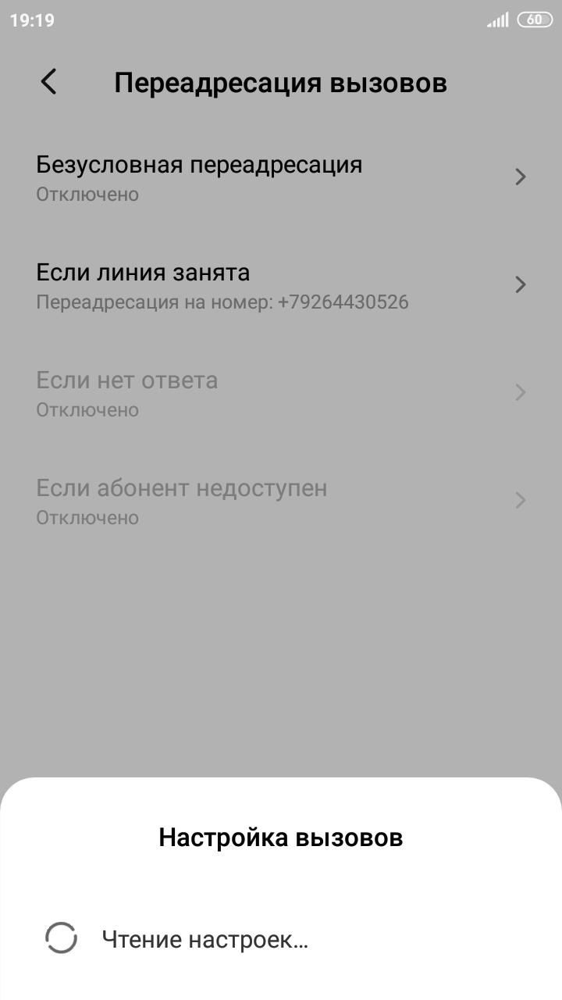 19:19
60
Переадресация вызовов
Безусловная переадресация
Отключено
Если линия занята
Переадресация на номер: +79264430526
Если нет ответа
Отключено
Если абонент недоступен
Отключено
Настройка вызовов
Чтение настроек...